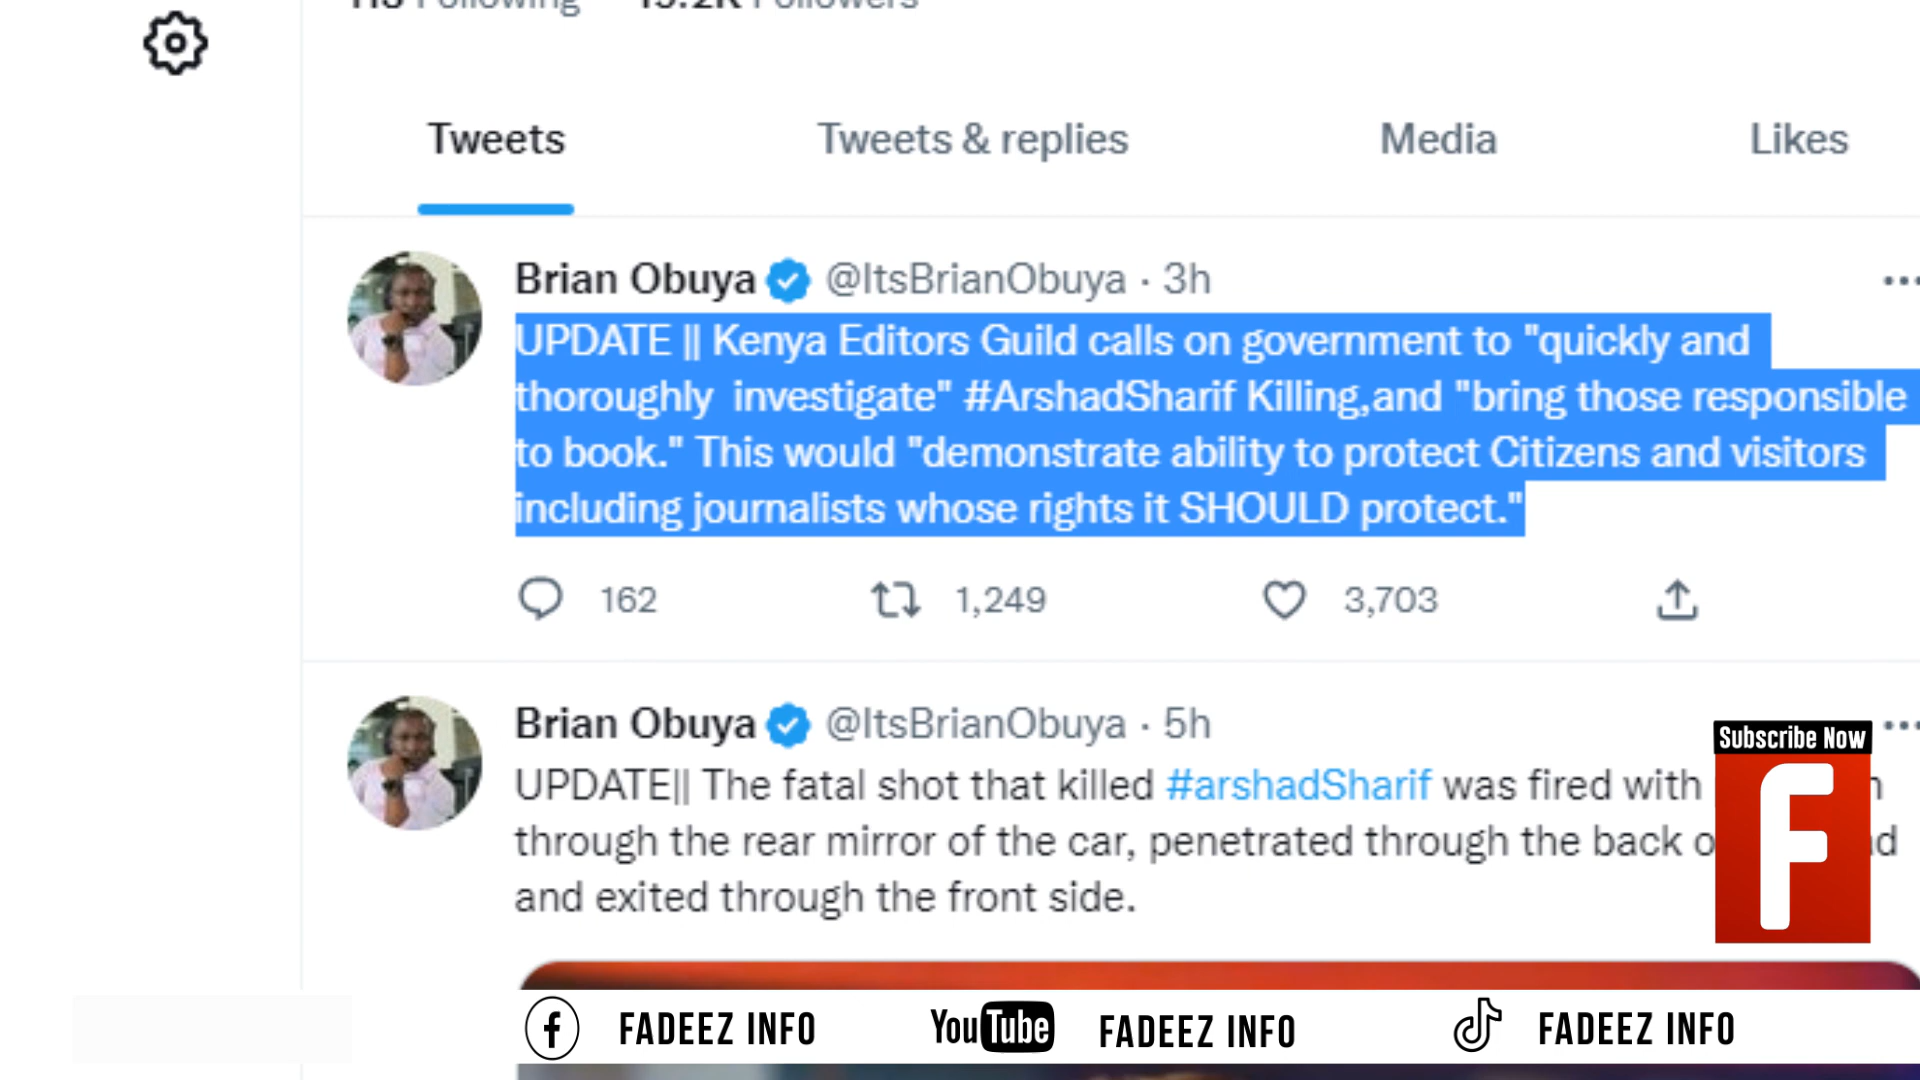 Following Followers
Tweets Tweets & replies Media Likes
Brian Obuya @ItsBrianObuya · 3h
UPDATE || Kenya Editors Guild calls on government to "quickly and
thoroughly investigate" #ArshadSharif Killing,and "bring those responsible
to book." This would "demonstrate ability to protect Citizens and visitors
including journalists whose rights it SHOULD protect."
162 1,249 3,703
Brian Obuya @ItsBrianObuya · 5h
Subscribe Now
UPDATE|| The fatal shot that killed #arshadSharif was fired with
through the rear mirror of the car, penetrated through the back
and exited through the front side.
F
FADEEZ INFO YouTube FADEEZ INFO FADEEZ INFO